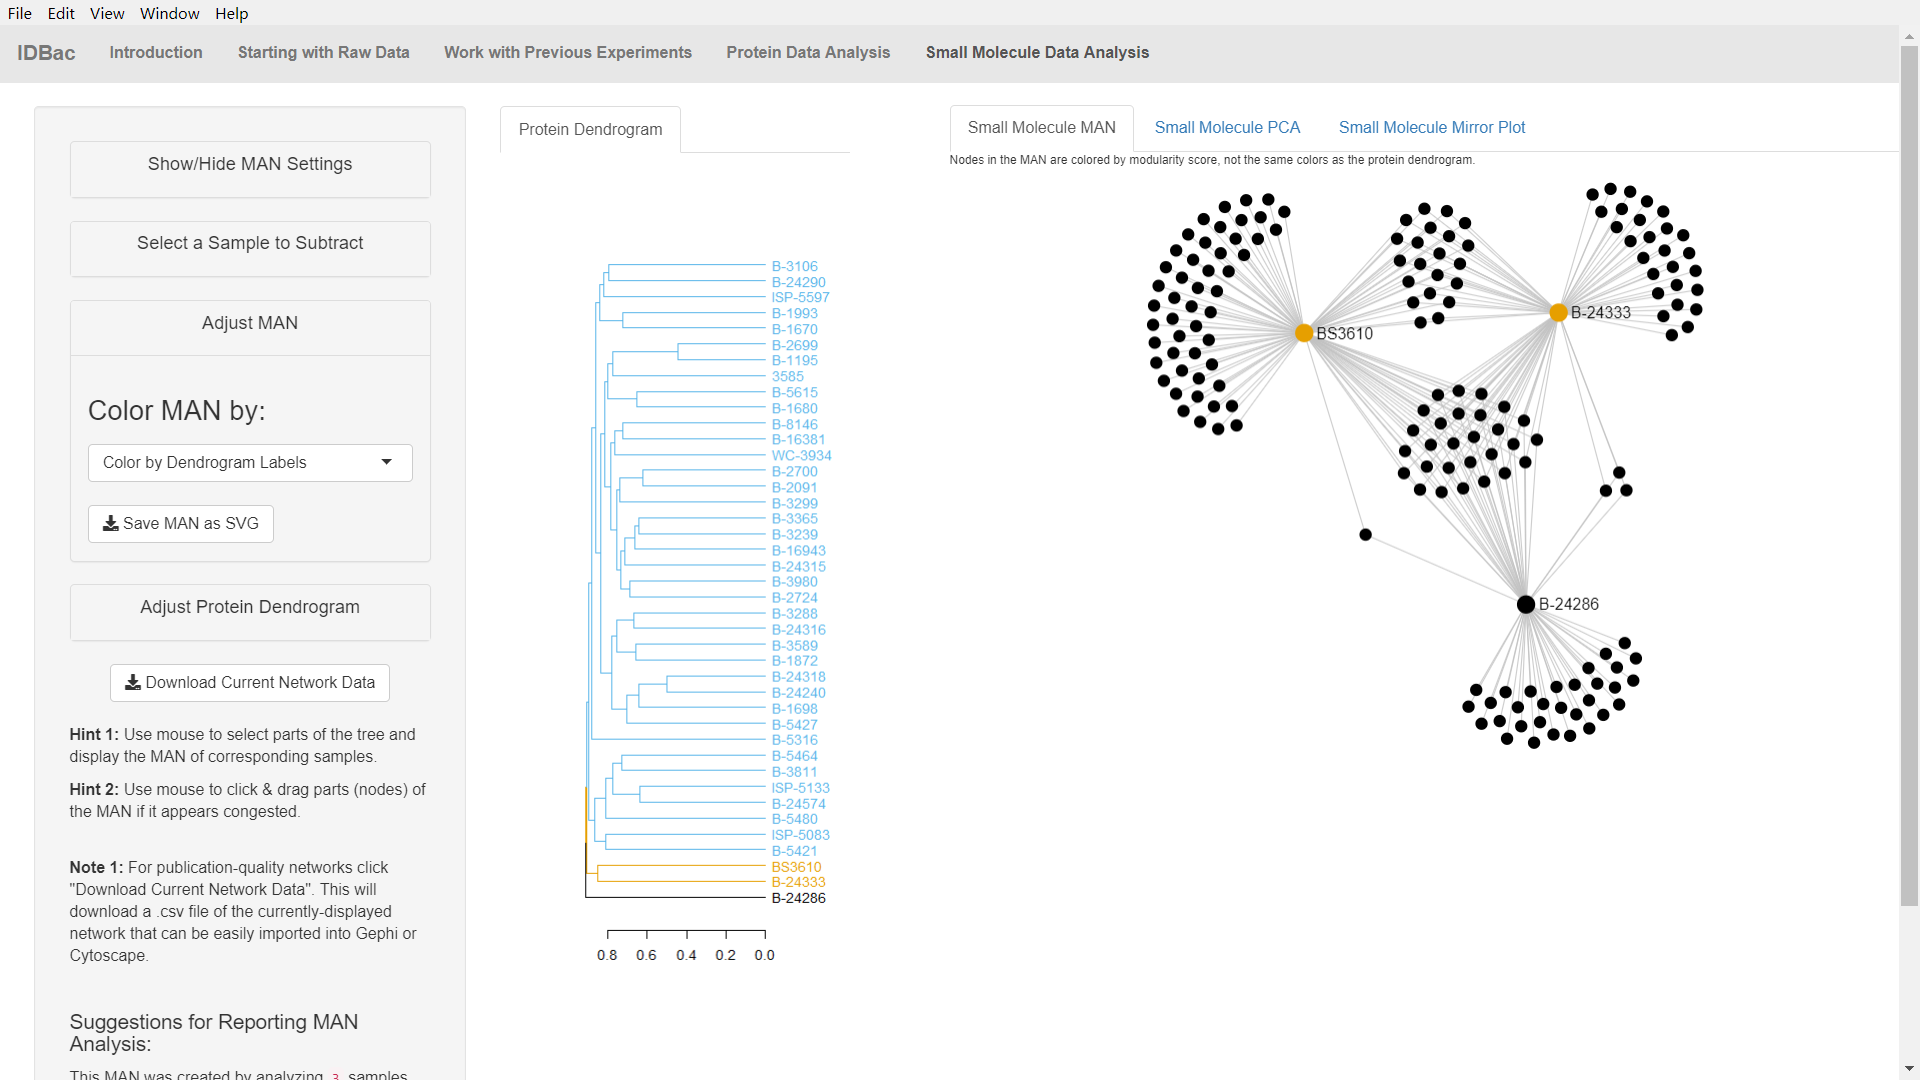 File Edit View Window Help
IDBac Introduction Starting with Raw Data Work with Previous Experiments Protein Data Analysis Small Molecule Data Analysis
Show/Hide MAN Settings
Select a Sample to Subtract
Adjust MAN
Color MAN by:
Color by Dendrogram Labels
Save MAN as SVG
Adjust Protein Dendrogram
Download Current Network Data
Hint 1: Use mouse to select parts of the tree and
display the MAN of corresponding samples.
Hint 2: Use mouse to click & drag parts (nodes) of
the MAN if it appears congested.
Note 1: For publication-quality networks click
"Download Current Network Data". This will
download a .csv file of the currently-displayed
network that can be easily imported into Gephi or
Cytoscape.
Suggestions for Reporting MAN
Analysis:
This MAN was created by analyzing 3 samples
Protein Dendrogram
B-3106
B-24290
ISP-5597
B-1993
B-1670
B-2699
B-1195
3585
B-5615
B-1680
B-8146
B-16381
WC-3934
B-2700
B-2091
B-3299
B-3365
B-3239
B-16943
B-24315
B-3980
B-2724
B-3288
B-24316
B-3589
B-1872
B-24318
B-24240
B-1698
B-5427
B-5316
B-5464
B-3811
ISP-5133
B-24574
B-5480
ISP-5083
B-5421
BS3610
B-24333
B-24286
0.8 0.6 0.4 0.2 0.0
Small Molecule MAN Small Molecule PCA Small Molecule Mirror Plot
Nodes in the MAN are colored by modularity score, not the same colors as the protein dendrogram.
B-24333
BS3610
B-24286